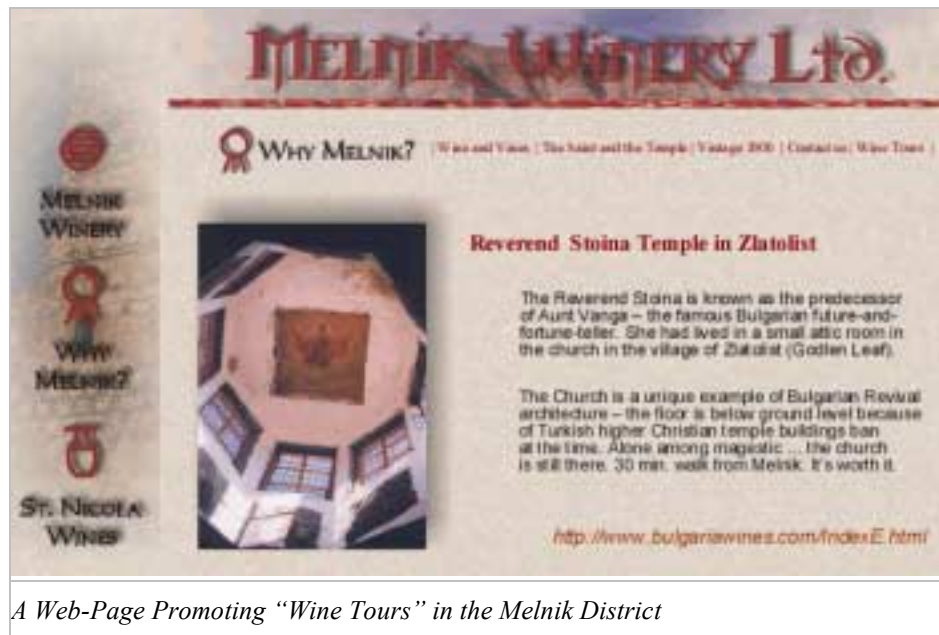 Melnik Winery Ltd.
Why Melnik? | Wine and Vines | The Saint and the Temple | Vintage | Contact us | Wine Tours |
Melnik
Winery
Why
Melnik?
St. Nicola
Wines
Reverend Stoina Temple in Zlatolist
The Reverend Stoina is known as the predecessor
of Aunt Vanga – the famous Bulgarian future-and-
fortune-teller. She had lived in a small attic room in
the church in the village of Zlatolist (Godlen Leaf).
The Church is a unique example of Bulgarian Revival
architecture – the floor is below ground level because
of Turkish higher Christian temple buildings ban
at the time. Alone among magestic ... the church
is still there. 30 min. walk from Melnik. It's worth it.
http://www.bulgariawines.com/IndexE.html
A Web-Page Promoting “Wine Tours” in the Melnik District